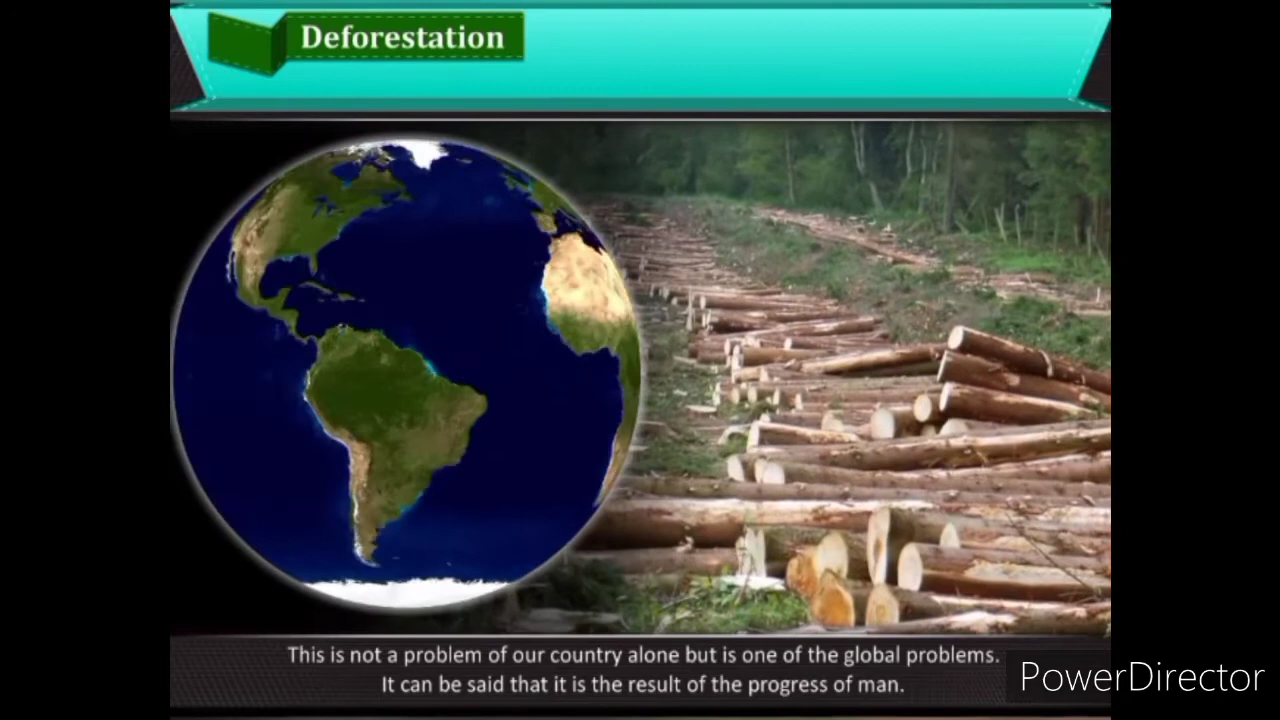 Deforestation
This is not a problem of our country alone but is one of the global problems.
It can be said that it is the result of the progress of man.
PowerDirector